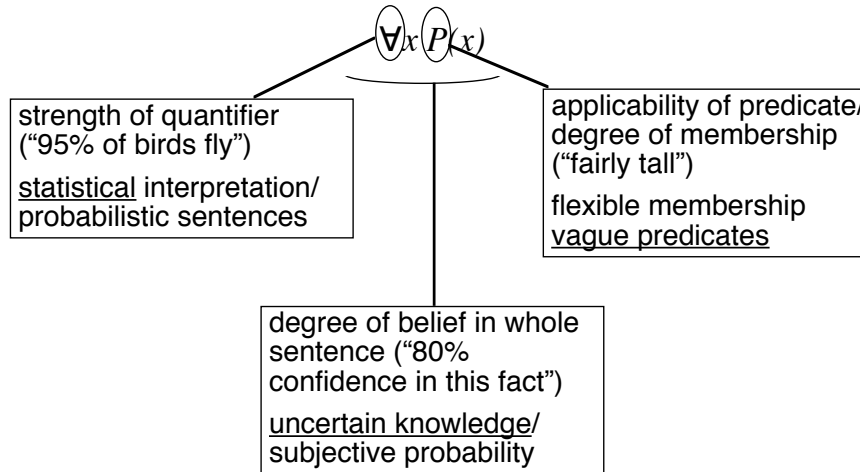 ∀x P(x)
strength of quantifier
(“95% of birds fly”)
statistical interpretation/
probabilistic sentences
applicability of predicate/
degree of membership
(“fairly tall”)
flexible membership
vague predicates
degree of belief in whole
sentence (“80%
confidence in this fact”)
uncertain knowledge/
subjective probability